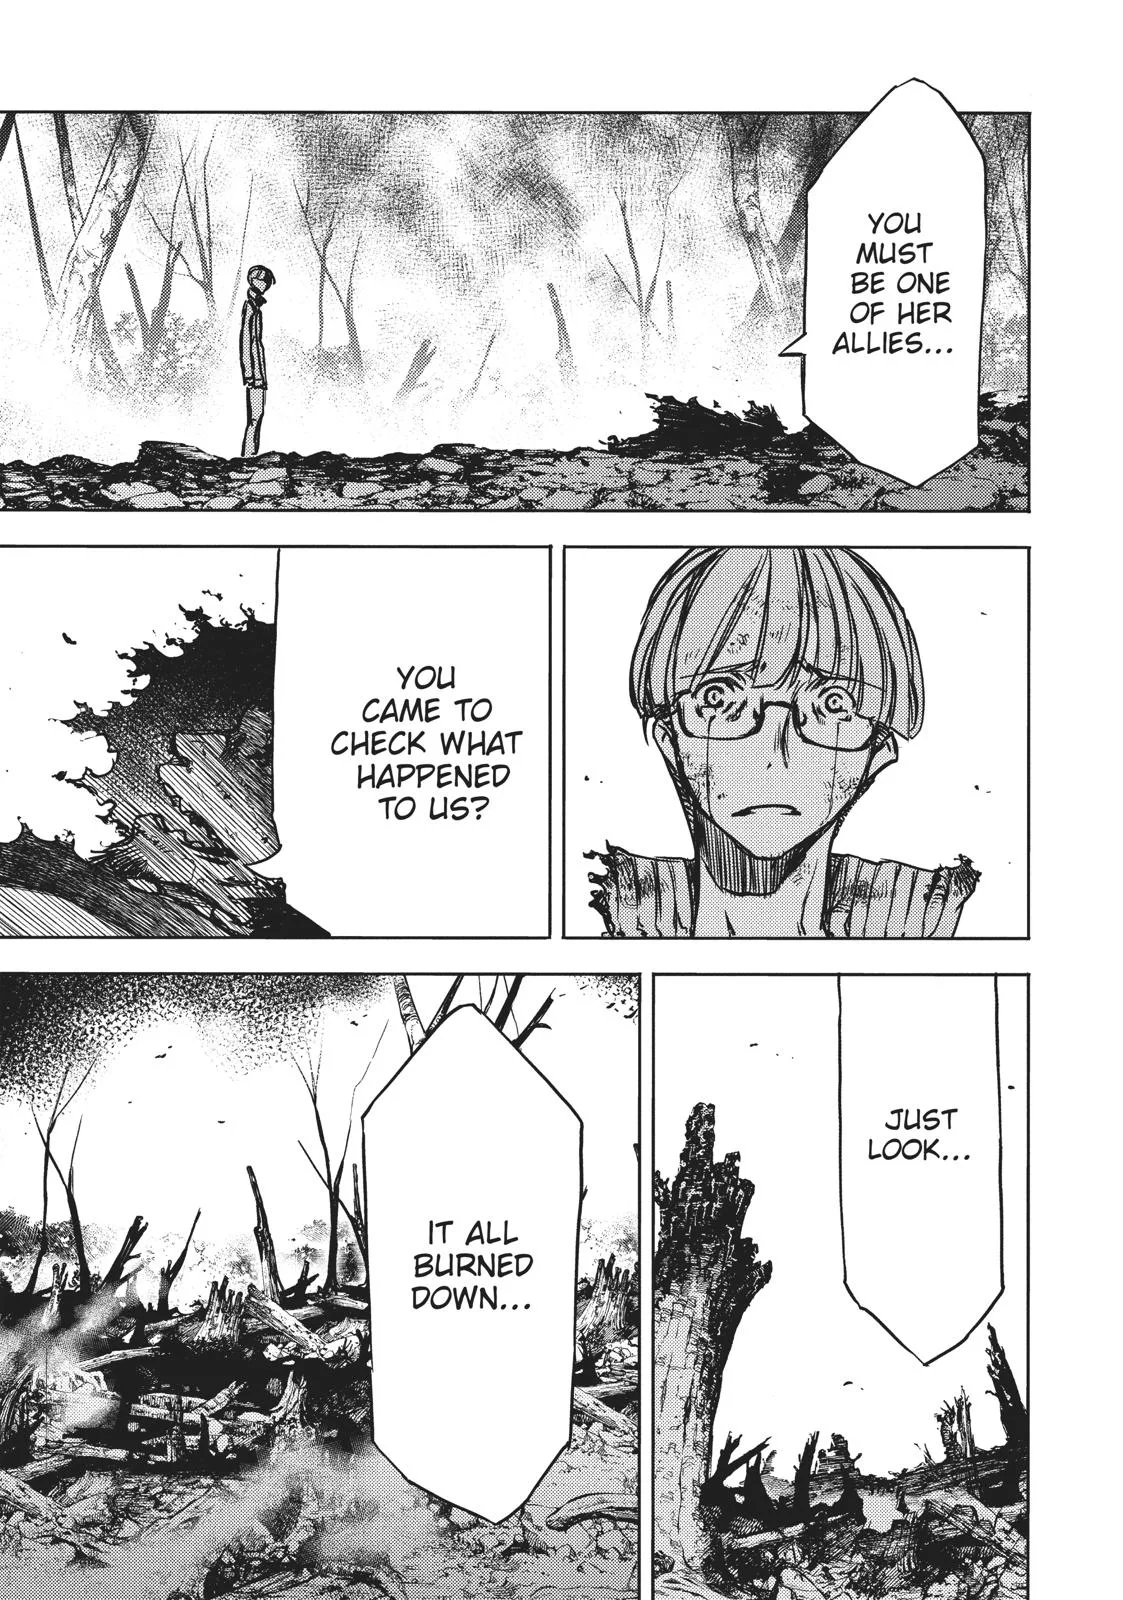 YOU
MUST
BE ONE
OF HER
ALLIES...
YOU
CAME TO
CHECK WHAT
HAPPENED
TO US?
JUST
LOOK...
IT ALL
BURNED
DOWN...